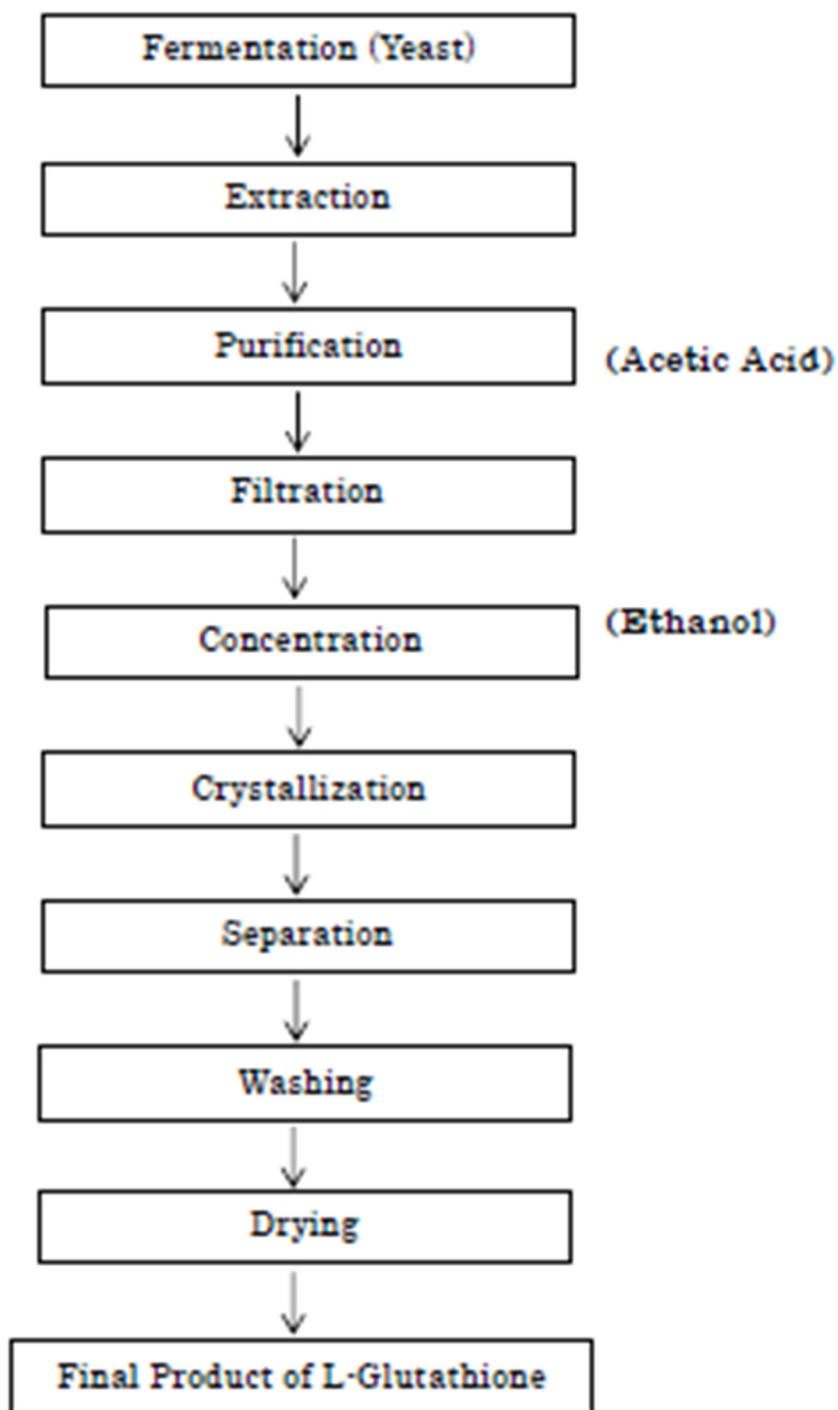 Fermentation (Yeast)
Extraction
Purification
(Acetic Acid)
Filtration
Concentration
(Ethanol)
Crystallization
Separation
Washing
Drying
Final Product of L-Glutathione